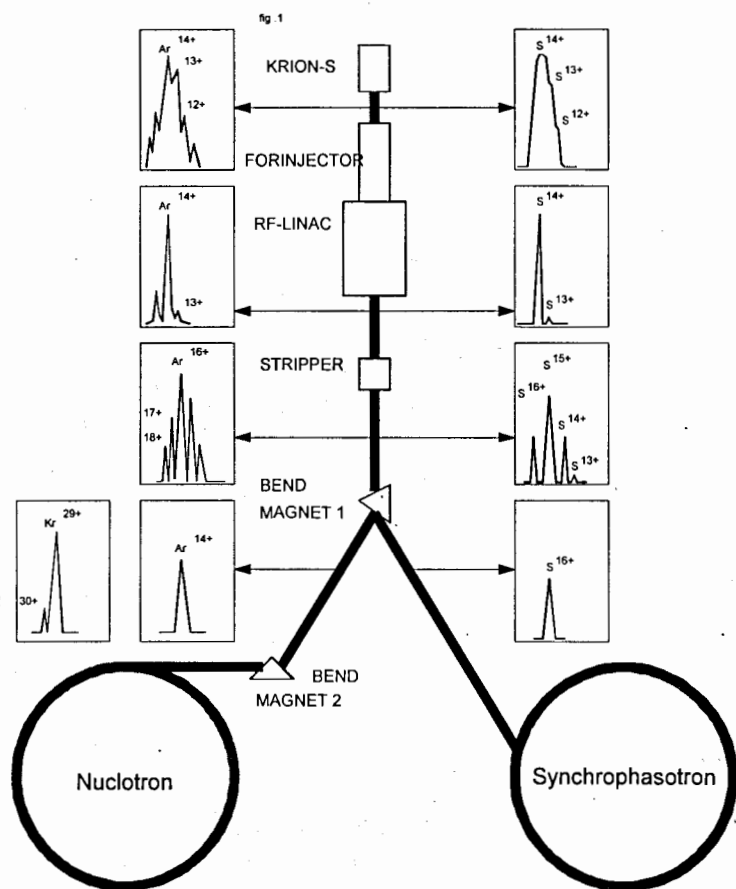 fig .1
14+
Ar
13+
12+
KRION-S
14+
S
S 13+
S 12+
FORINJECTOR
14+
Ar
13+
RF-LINAC
14+
S
S 13+
16+
Ar
17+
18+
STRIPPER
15+
S
S 16+
S 14+
S 13+
BEND
MAGNET 1
29+
Kr
30+
14+
Ar
S 16+
BEND
MAGNET 2
Nuclotron
Synchrophasotron